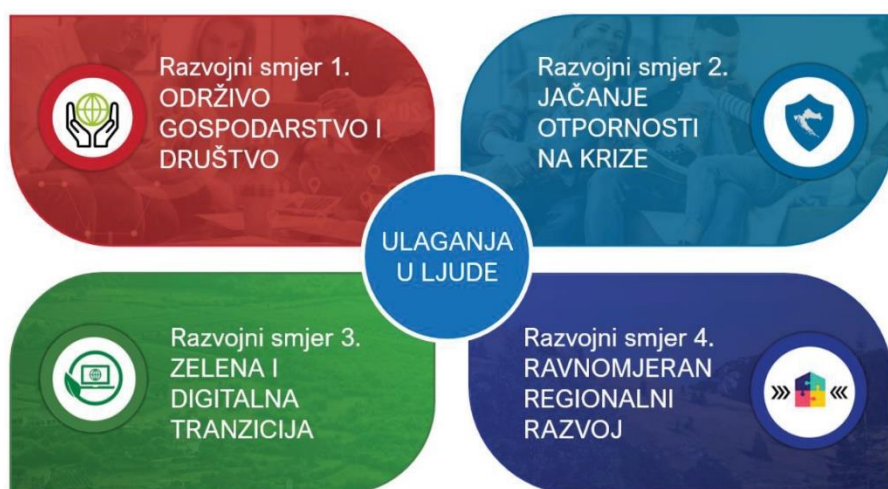 Razvojni smjer 1.
ODRŽIVO
GOSPODARSTVO I
DRUŠTVO
Razvojni smjer 2.
JAČANJE
OTPORNOSTI
NA KRIZE
ULAGANJA
U LJUDE
Razvojni smjer 3.
ZELENA I
DIGITALNA
TRANZICIJA
Razvojni smjer 4.
RAVNOMJERAN
REGIONALNI
RAZVOJ